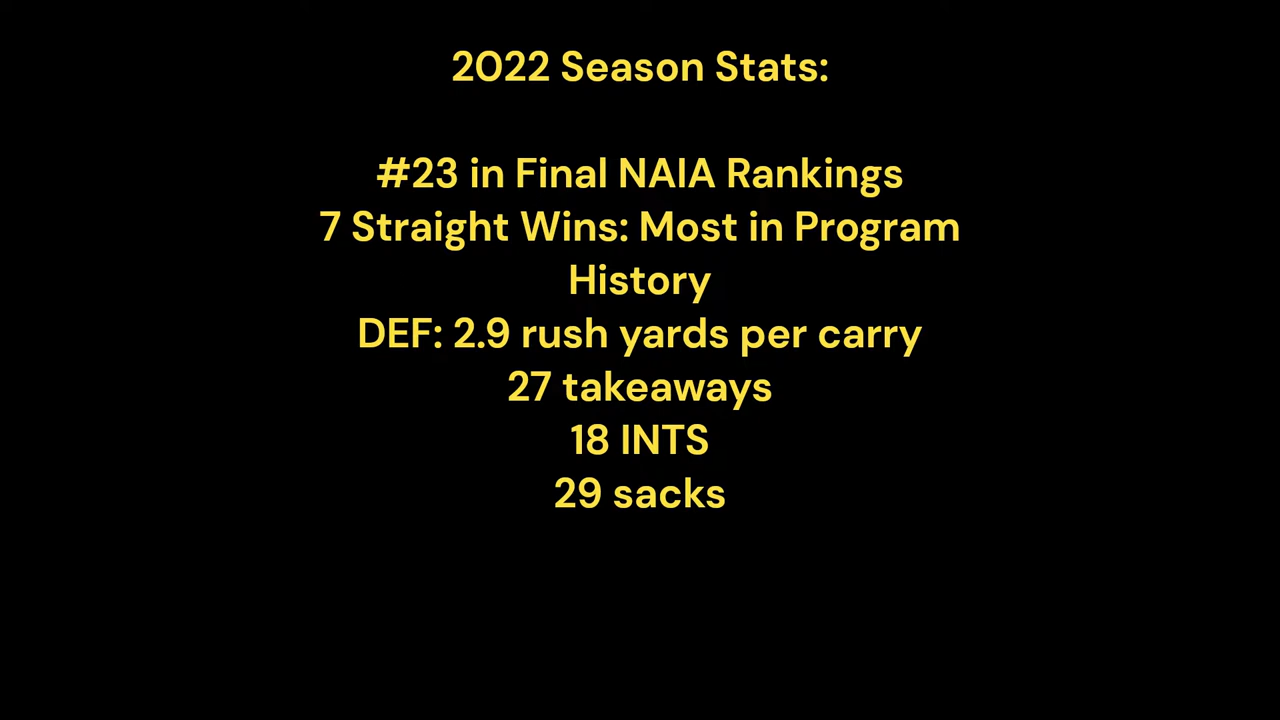 2022 Season Stats:
#23 in Final NAIA Rankings
7 Straight Wins: Most in Program
History
DEF: 2.9 rush yards per carry
27 takeaways
18 INTS
29 sacks